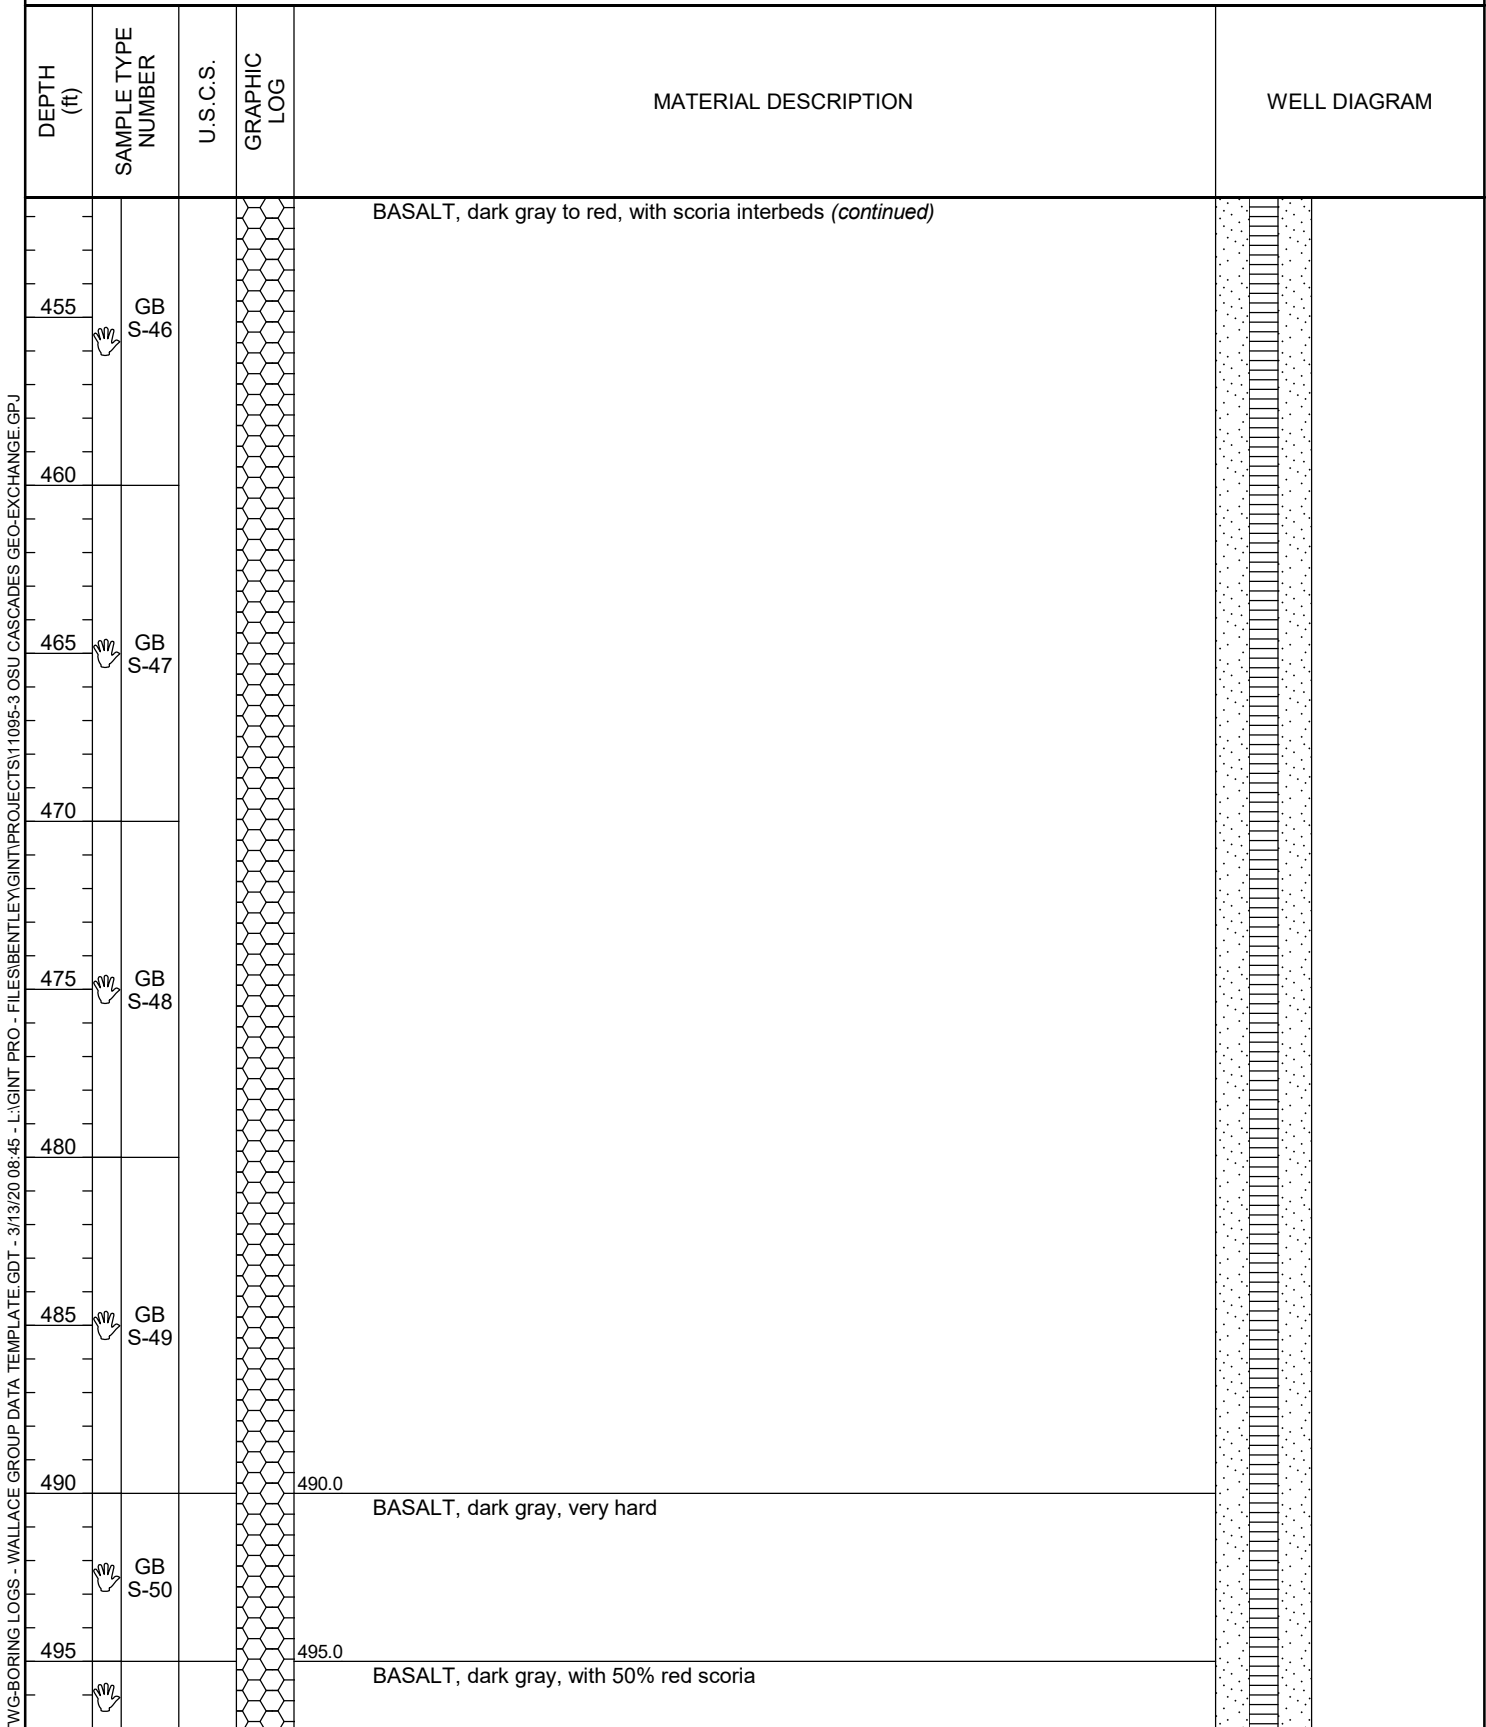 DEPTH
(ft)
SAMPLE TYPE
NUMBER
U.S.C.S.
GRAPHIC
LOG
MATERIAL DESCRIPTION
WELL DIAGRAM
BASALT, dark gray to red, with scoria interbeds (continued)
455
GB
S-46
460
465
GB
S-47
470
475
GB
S-48
480
485
GB
S-49
490
490.0
BASALT, dark gray, very hard
GB
S-50
495
495.0
BASALT, dark gray, with 50% red scoria
TWG-BORING LOGS - WALLACE GROUP DATA TEMPLATE.GDT - 3/13/20 08:45 - L:\GINT PRO - FILES\BENTLEY\GINT\PROJECTS\11095-3 OSU CASCADES GEO-EXCHANGE.GPJ